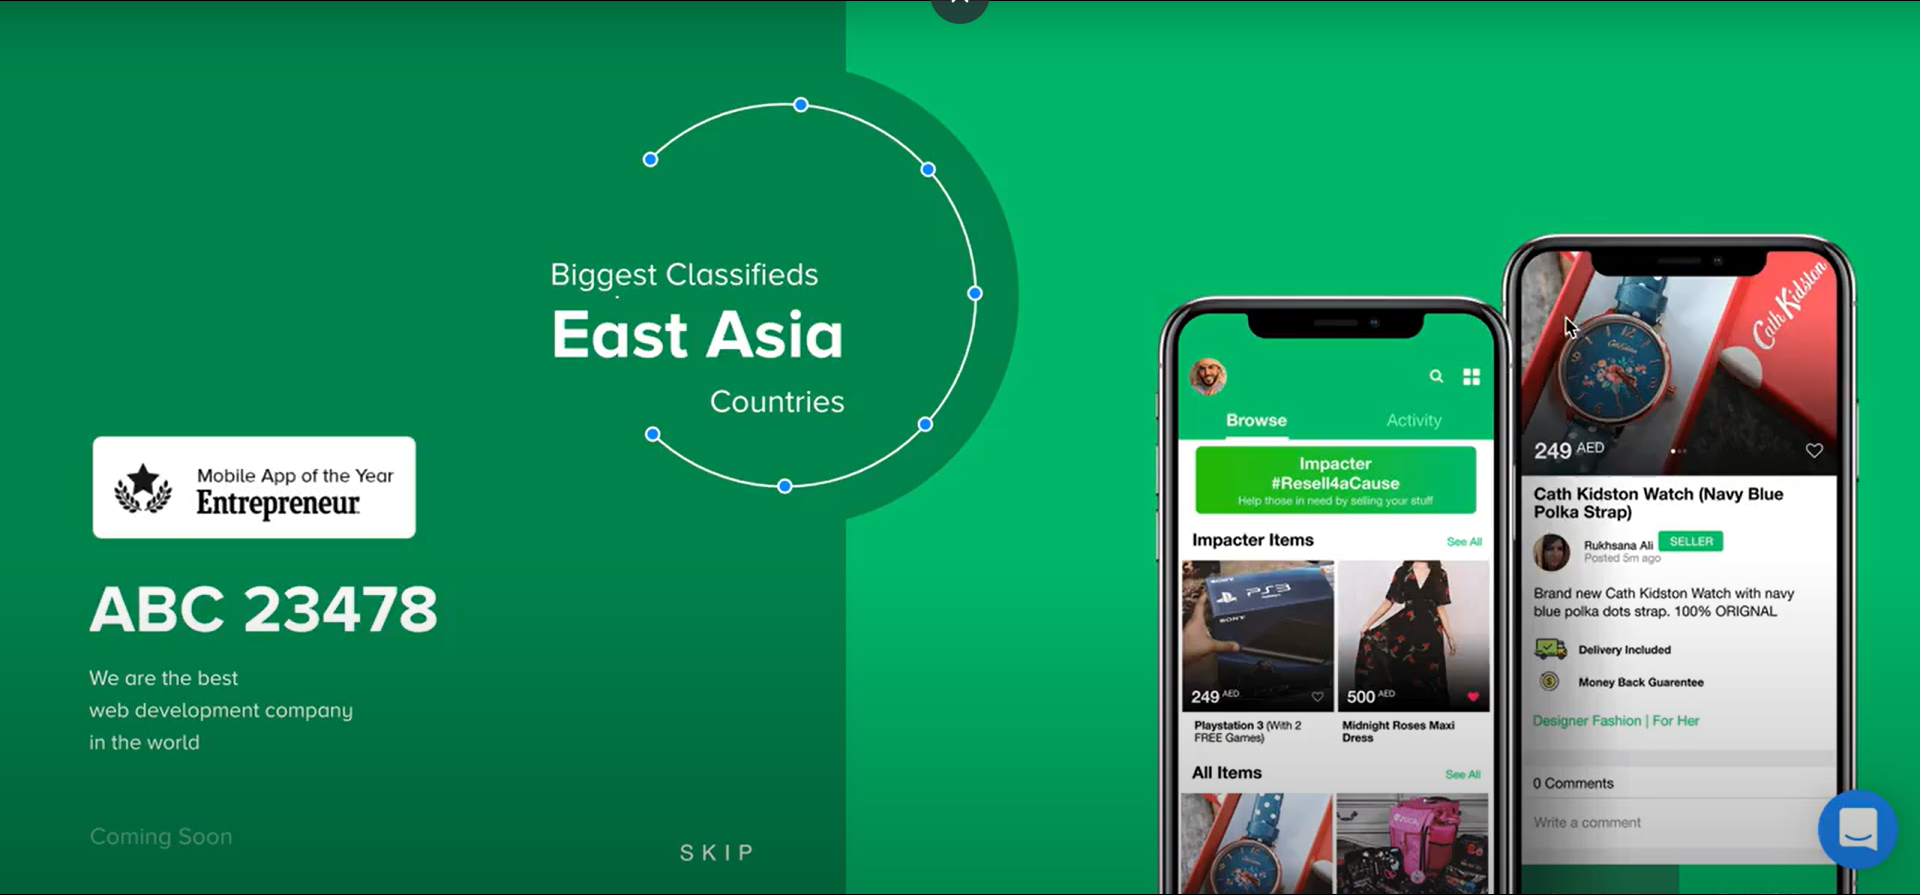 Biggest Classifieds
East Asia
Countries
Mobile App of the Year
Entrepreneur
ABC 23478
We are the best
web development company
in the world
Coming Soon
SKIP
Browse
Activity
Impacter
#Resell4aCause
Help those in need by selling your stuff
Impacter Items
See All
SONY
PS3
SONY
249 AED
500 AED
Playstation 3 (With 2
FREE Games)
Midnight Roses Maxi
Dress
All Items
See All
Cath Kidston
249 AED
Cath Kidston Watch (Navy Blue
Polka Strap)
Rukhsana Ali
SELLER
Posted 5m ago
Brand new Cath Kidston Watch with navy
blue polka dots strap. 100% ORIGNAL
Delivery Included
Money Back Guarentee
Designer Fashion | For Her
0 Comments
Write a comment